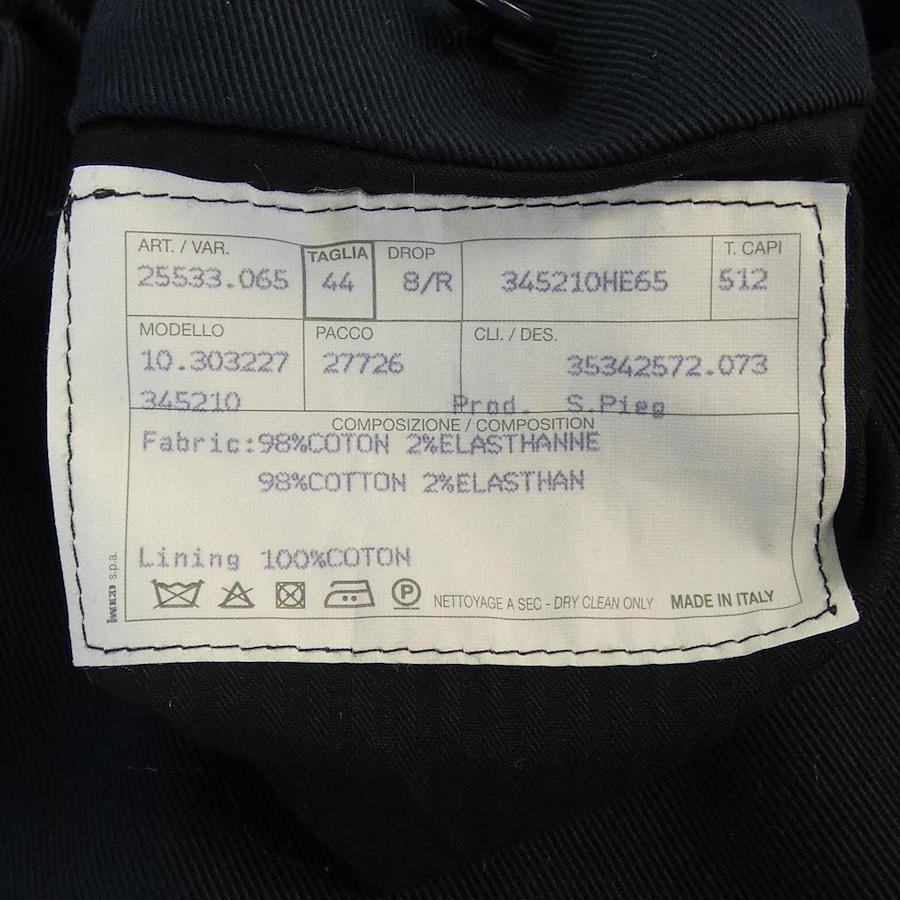 ART. / VAR. TAGLIA DROP T. CAPI
25533.065 44 8/R 345210HE65 512
MODELLO PACCO CLI. / DES.
10.303227 27726 35342572.073
345210 Prod. S.Pieg
COMPOSIZIONE / COMPOSITION
Fabric:98%COTON 2%ELASTHANNE
98%COTTON 2%ELASTHAN
Lining 100%COTON
P NETTOYAGE A SEC - DRY CLEAN ONLY MADE IN ITALY
s.p.a.